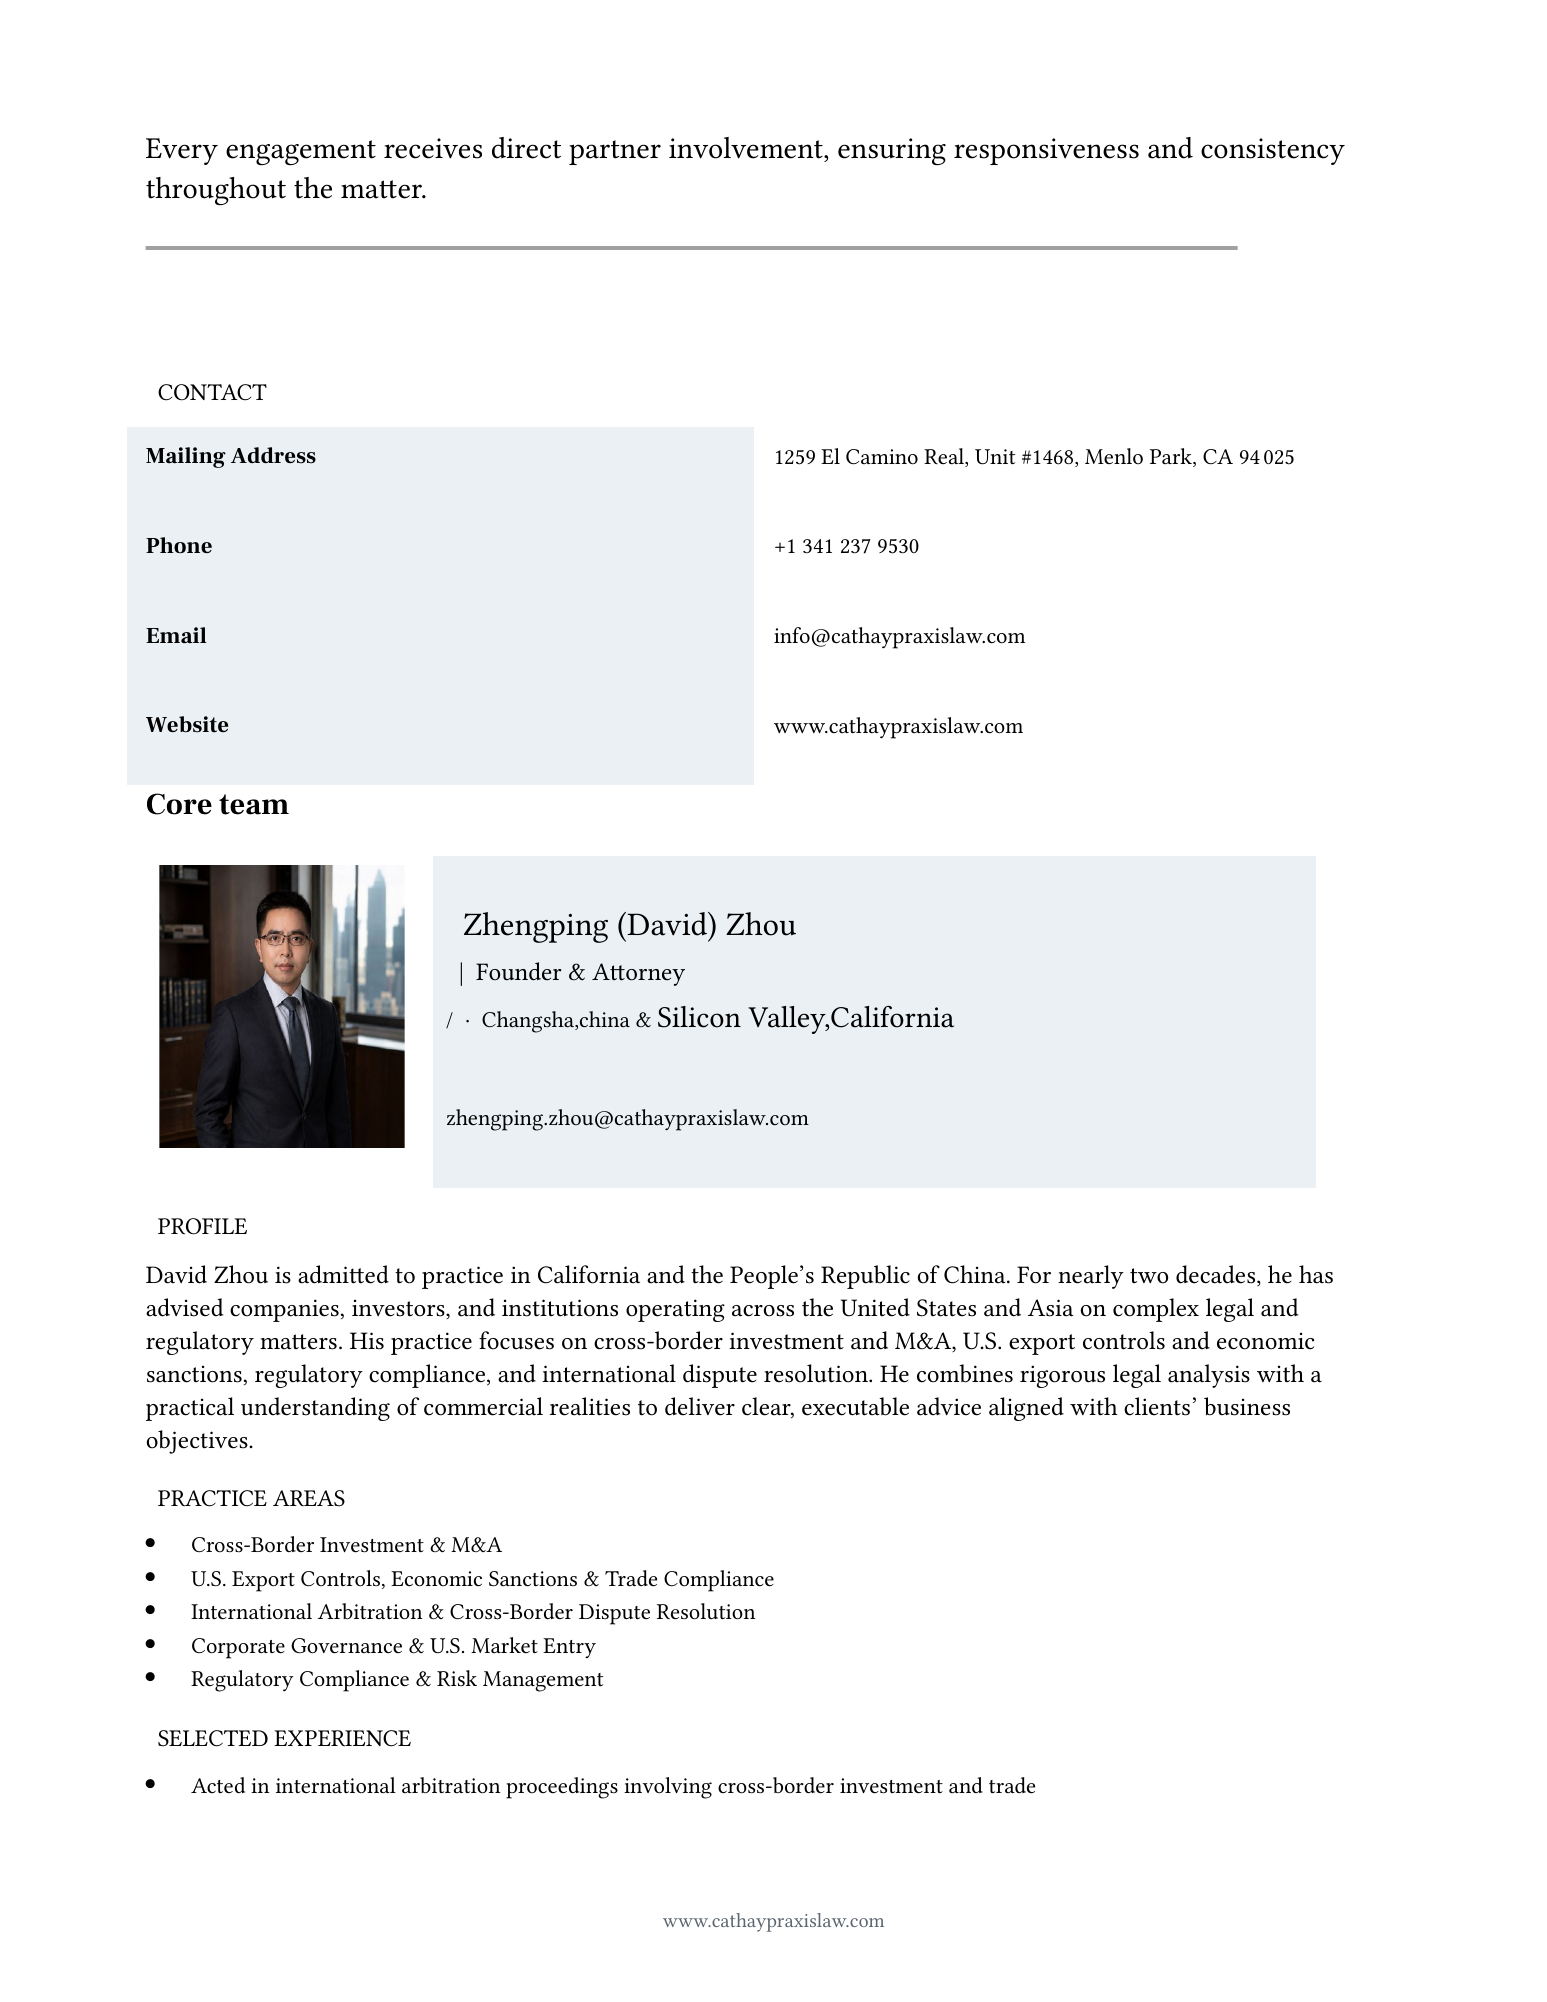 Every engagement receives direct partner involvement, ensuring responsiveness and consistency
throughout the matter.
CONTACT
Mailing Address 1259 El Camino Real, Unit #1468, Menlo Park, CA 94025
Phone +1 341 237 9530
Email info@cathaypraxislaw.com
Website www.cathaypraxislaw.com
Core team
Zhengping (David) Zhou
| Founder & Attorney
/ · Changsha,china & Silicon Valley,California
zhengping.zhou@cathaypraxislaw.com
PROFILE
David Zhou is admitted to practice in California and the People’s Republic of China. For nearly two decades, he has
advised companies, investors, and institutions operating across the United States and Asia on complex legal and
regulatory matters. His practice focuses on cross-border investment and M&A, U.S. export controls and economic
sanctions, regulatory compliance, and international dispute resolution. He combines rigorous legal analysis with a
practical understanding of commercial realities to deliver clear, executable advice aligned with clients’ business
objectives.
PRACTICE AREAS
• Cross-Border Investment & M&A
• U.S. Export Controls, Economic Sanctions & Trade Compliance
• International Arbitration & Cross-Border Dispute Resolution
• Corporate Governance & U.S. Market Entry
• Regulatory Compliance & Risk Management
SELECTED EXPERIENCE
• Acted in international arbitration proceedings involving cross-border investment and trade
www.cathaypraxislaw.com